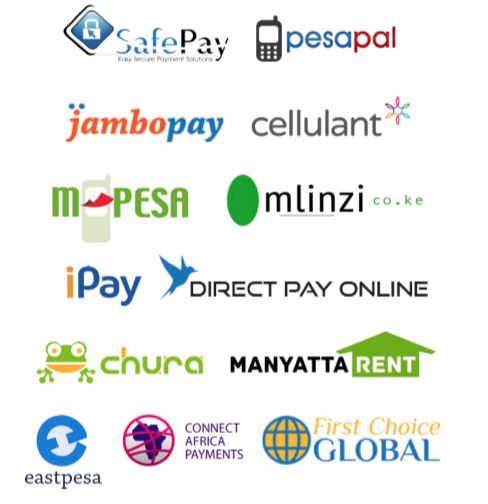 SafePay
Easy Secure Payment Solutions
pesapal
jambopay
cellulant
M-PESA
mlinzi.co.ke
iPay
DIRECT PAY ONLINE
chura
MANYATTA RENT
eastpesa
CONNECT
AFRICA
PAYMENTS
First Choice
GLOBAL